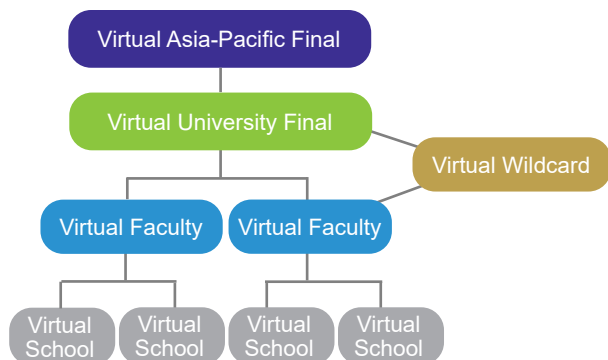 Virtual Asia-Pacific Final
Virtual University Final
Virtual Wildcard
Virtual Faculty
Virtual Faculty
Virtual
School
Virtual
School
Virtual
School
Virtual
School